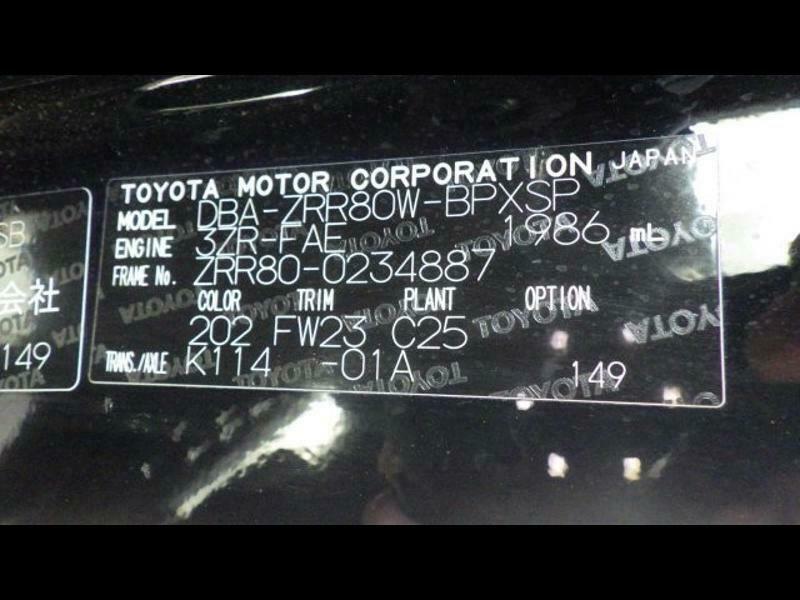 SB
会社
149
TOYOTA MOTOR CORPORATION JAPAN
MODEL DBA-ZRR80W-BPXSP
ENGINE 3ZR-FAE 1986 mL
FRAME No. ZRR80-0234887
COLOR TRIM PLANT OPTION
202 FW23 C25
TRANS./AXLE K114 -01A 149